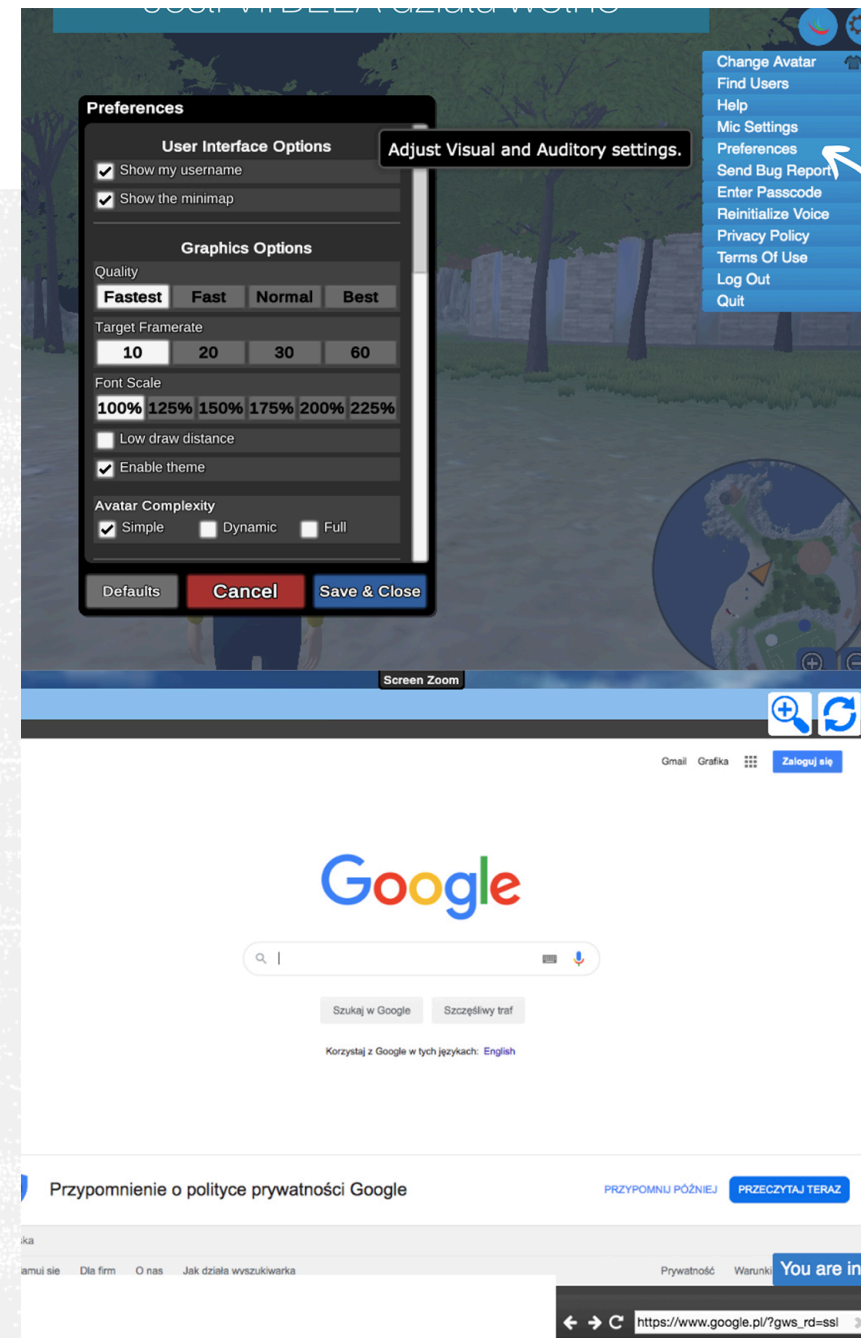 Jeśli VirBELA działa wolno
Change Avatar
Find Users
Help
Mic Settings
Preferences
Send Bug Report
Enter Passcode
Reinitialize Voice
Privacy Policy
Terms Of Use
Log Out
Quit
Preferences
User Interface Options
Adjust Visual and Auditory settings.
Show my username
Show the minimap
Graphics Options
Quality
Fastest Fast Normal Best
Target Framerate
10 20 30 60
Font Scale
100% 125% 150% 175% 200% 225%
Low draw distance
Enable theme
Avatar Complexity
Simple Dynamic Full
Defaults Cancel Save & Close
Screen Zoom
Gmail Grafika Zaloguj się
Google
Szukaj w Google Szczęśliwy traf
Korzystaj z Google w tych językach: English
Przypomnienie o polityce prywatności Google PRZYPOMNIJ PÓŹNIEJ PRZECZYTAJ TERAZ
Dla firm O nas Jak działa wyszukiwarka Prywatność You are in
https://www.google.pl/?gws_rd=ssl